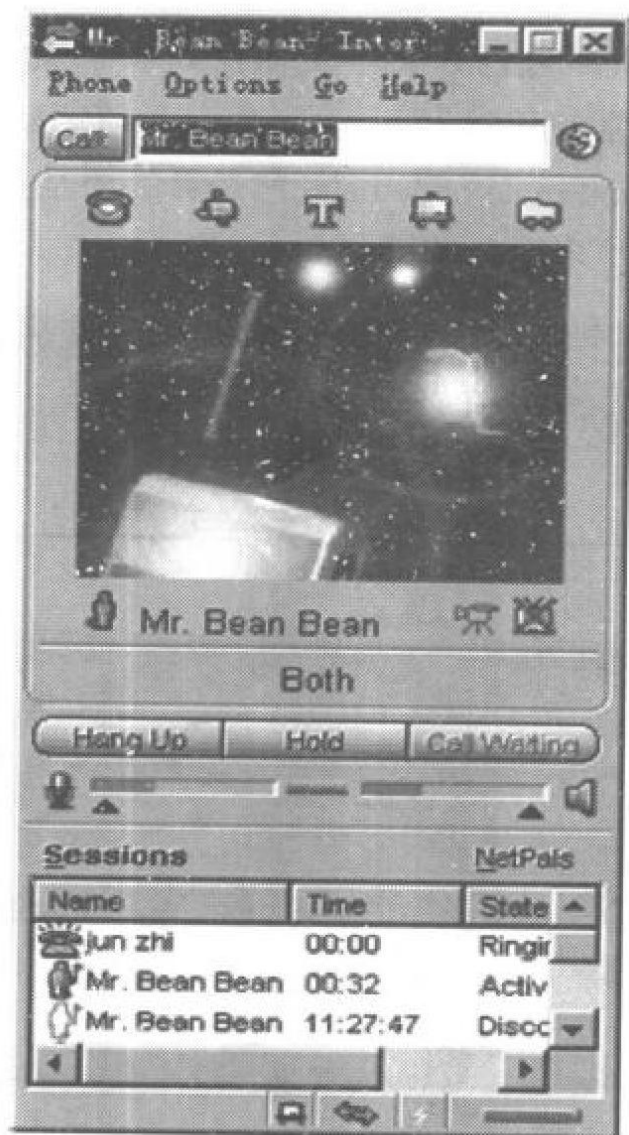 Mr. Bean Bean- Inter
Phone Options Go Help
Call Mr. Bean Bean
T
Mr. Bean Bean
Both
Hang Up Hold Call Waiting
Sessions NetPals
Name Time State
jun zhi 00:00 Ringin
Mr. Bean Bean 00:32 Activ
Mr. Bean Bean 11:27:47 Disco